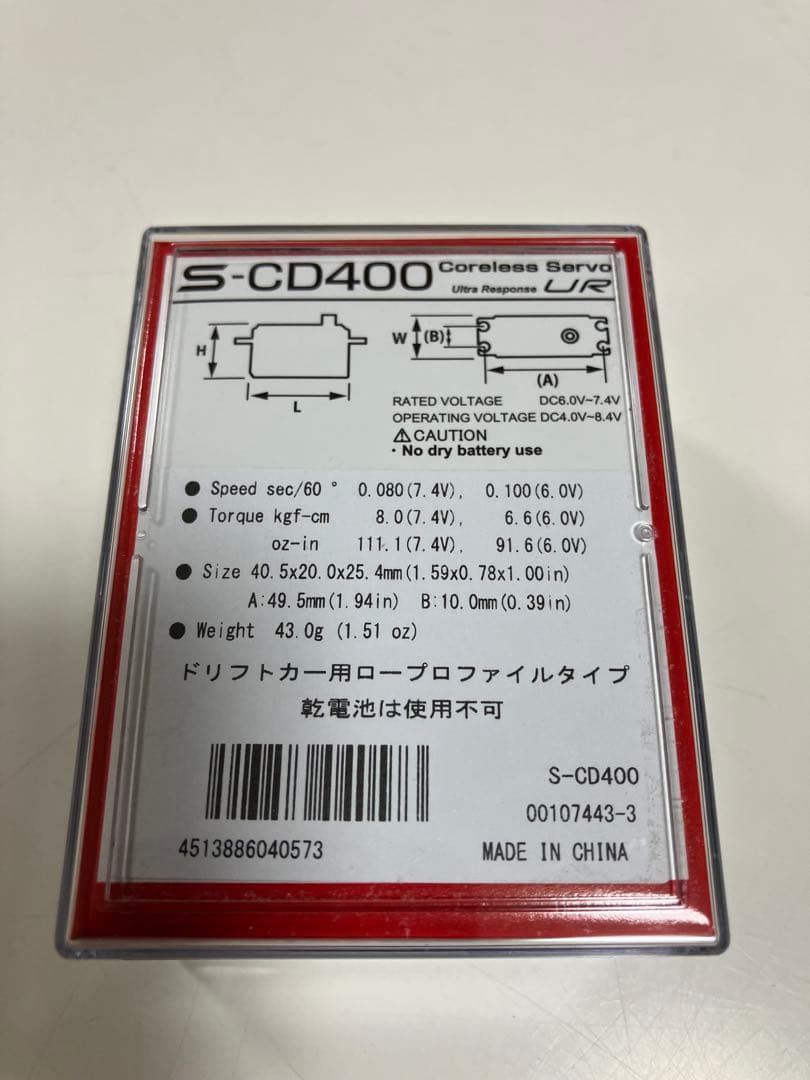 S-CD400 Coreless Servo
Ultra Response UR
H
L
W (B)
(A)
RATED VOLTAGE DC6.0V~7.4V
OPERATING VOLTAGE DC4.0V~8.4V
⚠CAUTION
・No dry battery use
● Speed sec/60 ° 0.080(7.4V), 0.100(6.0V)
● Torque kgf-cm 8.0(7.4V), 6.6(6.0V)
oz-in 111.1(7.4V), 91.6(6.0V)
● Size 40.5x20.0x25.4mm(1.59x0.78x1.00in)
A:49.5mm(1.94in) B:10.0mm(0.39in)
● Weight 43.0g (1.51 oz)
ドリフトカー用ロープロファイルタイプ
乾電池は使用不可
S-CD400
00107443-3
4513886040573 MADE IN CHINA